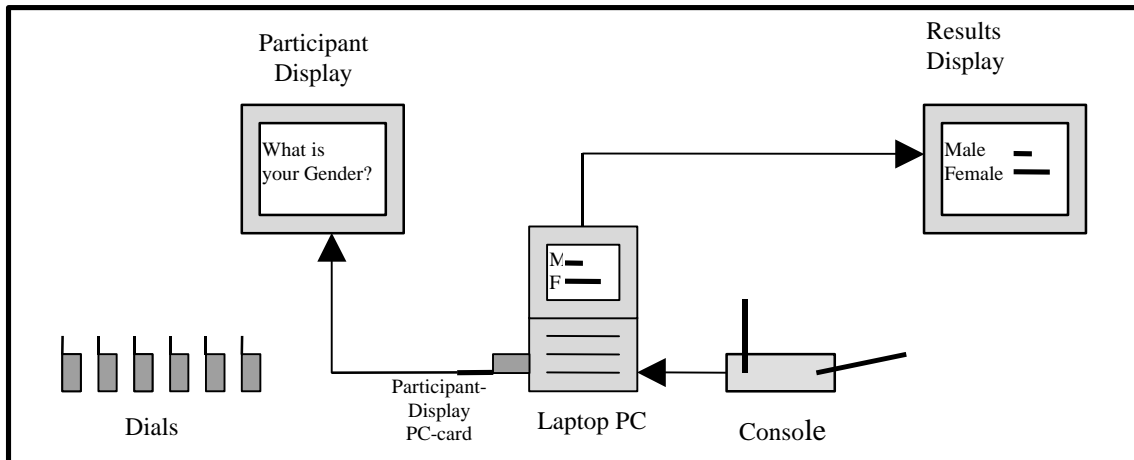 Participant
Display
Results
Display
What is
your Gender?
Male
Female
M
F
Participant-
Display
PC-card
Dials
Laptop PC
Console